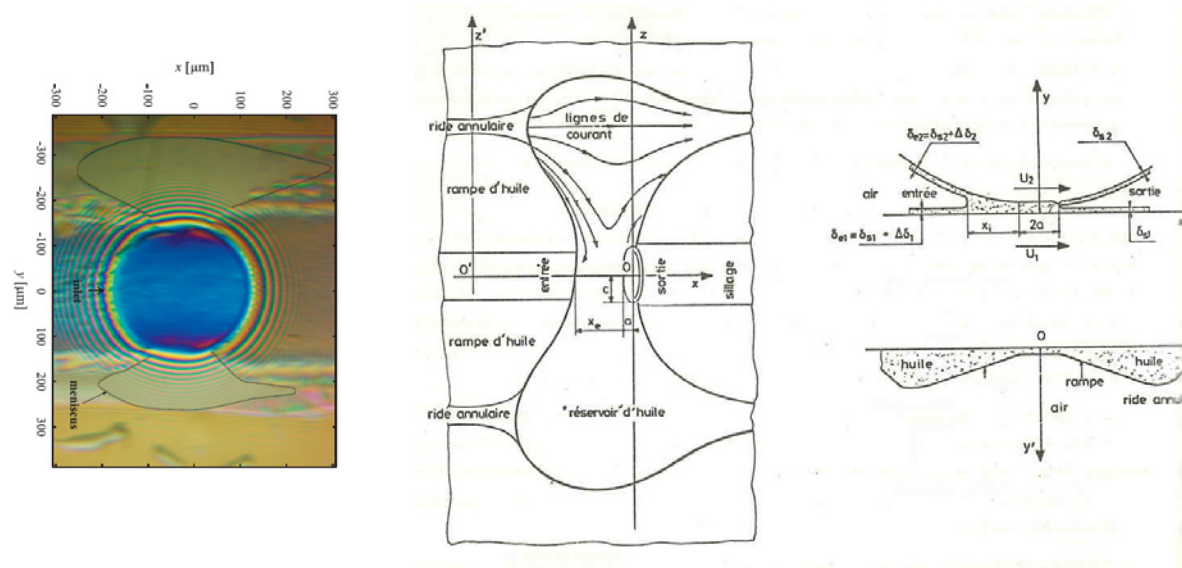 x [μm]
-300
-200
-100
0
100
200
300
-300
-200
-100
0
100
200
300
y [μm]
inlet
meniscus
z'
z
ride annulaire
lignes de
courant
rampe d'huile
O'
entrée
O
sortie
x
sillage
c
x_e
a
rampe d'huile
ride annulaire
réservoir d'huile
y
δe2=δs2+Δδ2
δs2
U2
air
entrée
sortie
x_i
2a
δe1=δs1 + Δδ1
U1
δs1
O
huile
huile
rampe
ride annul
air
y'